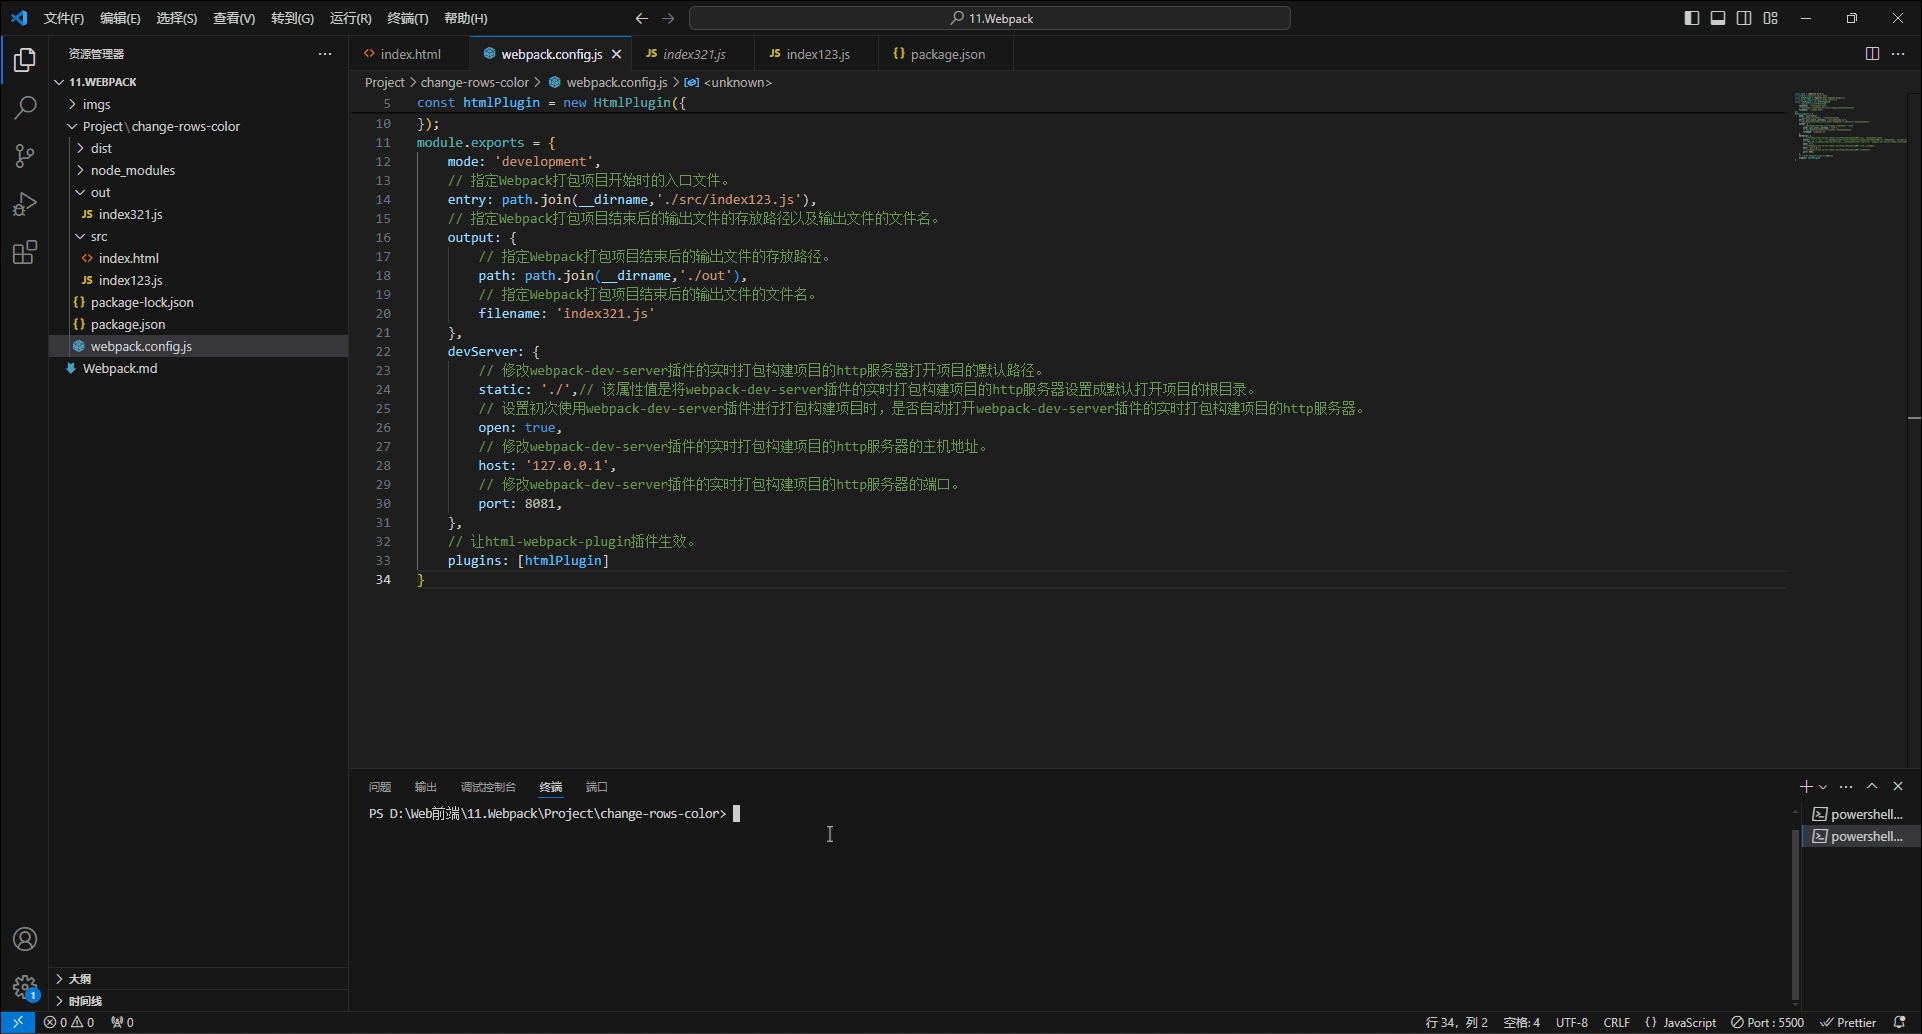 文件(F) 编辑(E) 选择(S) 查看(V) 转到(G) 运行(R) 终端(T) 帮助(H) 11.Webpack
资源管理器
11.WEBPACK
imgs
Project\change-rows-color
dist
node_modules
out
JS index321.js
src
<> index.html
JS index123.js
{} package-lock.json
{} package.json
webpack.config.js
Webpack.md
大纲
时间线
1
<> index.html webpack.config.js JS index321.js JS index123.js {} package.json
Project > change-rows-color > webpack.config.js > <unknown>
5 const htmlPlugin = new HtmlPlugin({
10 });
11 module.exports = {
12 mode: 'development',
13 // 指定Webpack打包项目开始时的入口文件。
14 entry: path.join(__dirname,'./src/index123.js'),
15 // 指定Webpack打包项目结束后的输出文件的存放路径以及输出文件的文件名。
16 output: {
17 // 指定Webpack打包项目结束后的输出文件的存放路径。
18 path: path.join(__dirname,'./out'),
19 // 指定Webpack打包项目结束后的输出文件的文件名。
20 filename: 'index321.js'
21 },
22 devServer: {
23 // 修改webpack-dev-server插件的实时打包构建项目的http服务器打开项目的默认路径。
24 static: './',// 该属性值是将webpack-dev-server插件的实时打包构建项目的http服务器设置成默认打开项目的根目录。
25 // 设置初次使用webpack-dev-server插件进行打包构建项目时，是否自动打开webpack-dev-server插件的实时打包构建项目的http服务器。
26 open: true,
27 // 修改webpack-dev-server插件的实时打包构建项目的http服务器的主机地址。
28 host: '127.0.0.1',
29 // 修改webpack-dev-server插件的实时打包构建项目的http服务器的端口。
30 port: 8081,
31 },
32 // 让html-webpack-plugin插件生效。
33 plugins: [htmlPlugin]
34 }
问题 输出 调试控制台 终端 端口
PS D:\Web前端\11.Webpack\Project\change-rows-color>
powershell...
powershell...
0 0 0 行 34，列 2 空格: 4 UTF-8 CRLF {} JavaScript Port : 5500 Prettier